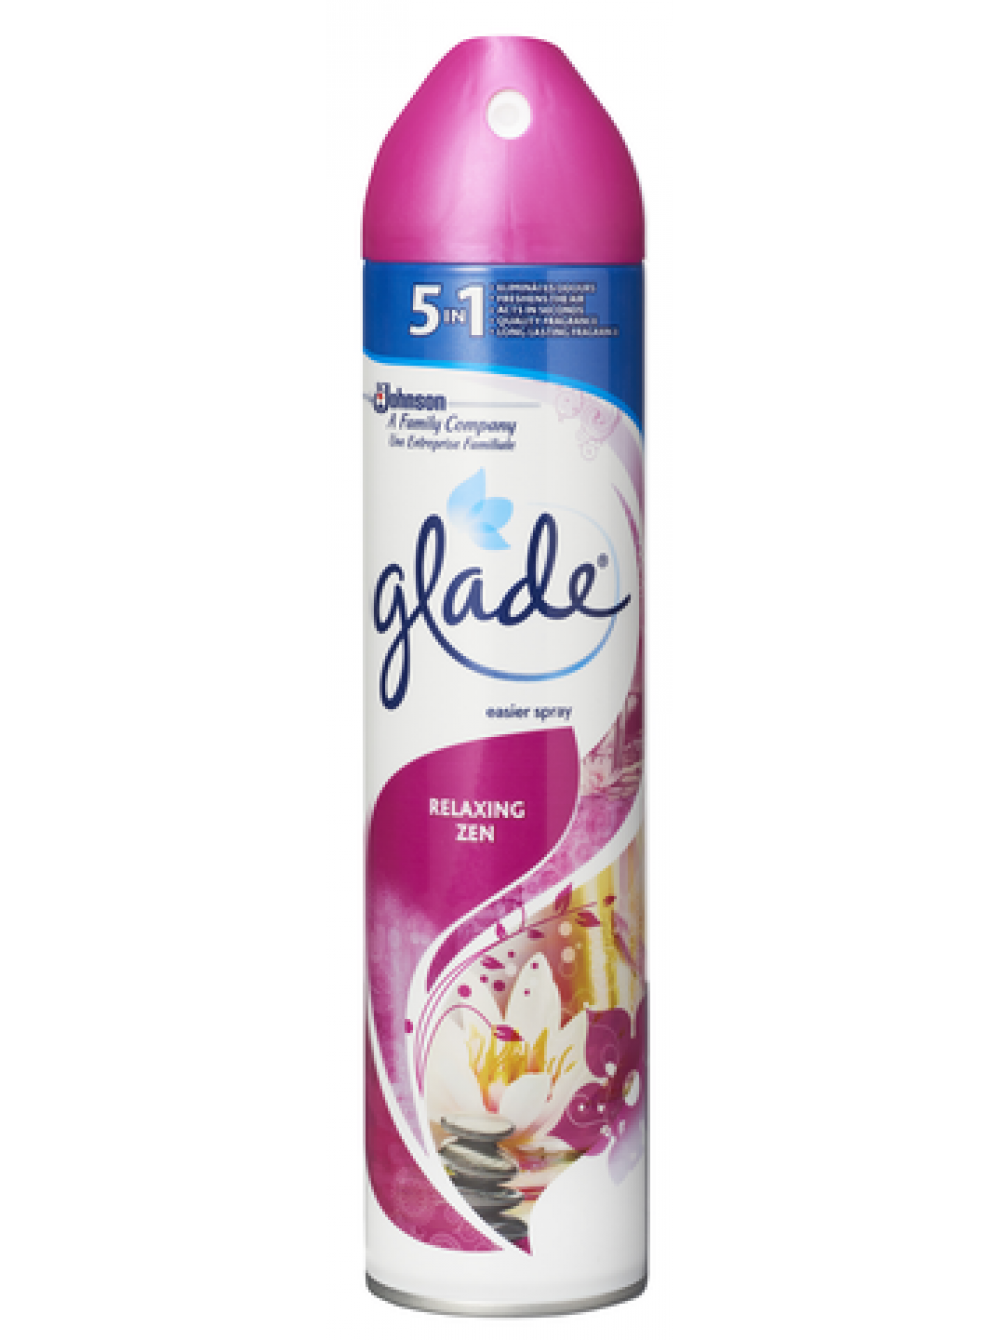 5 IN 1
• ELIMINATES ODOURS
• FRESHENS THE AIR
• ACTS IN SECONDS
• QUALITY FRAGRANCE
• LONG LASTING FRAGRANCE
Johnson
A Family Company
Une Entreprise Familiale
glade®
easier spray
RELAXING
ZEN